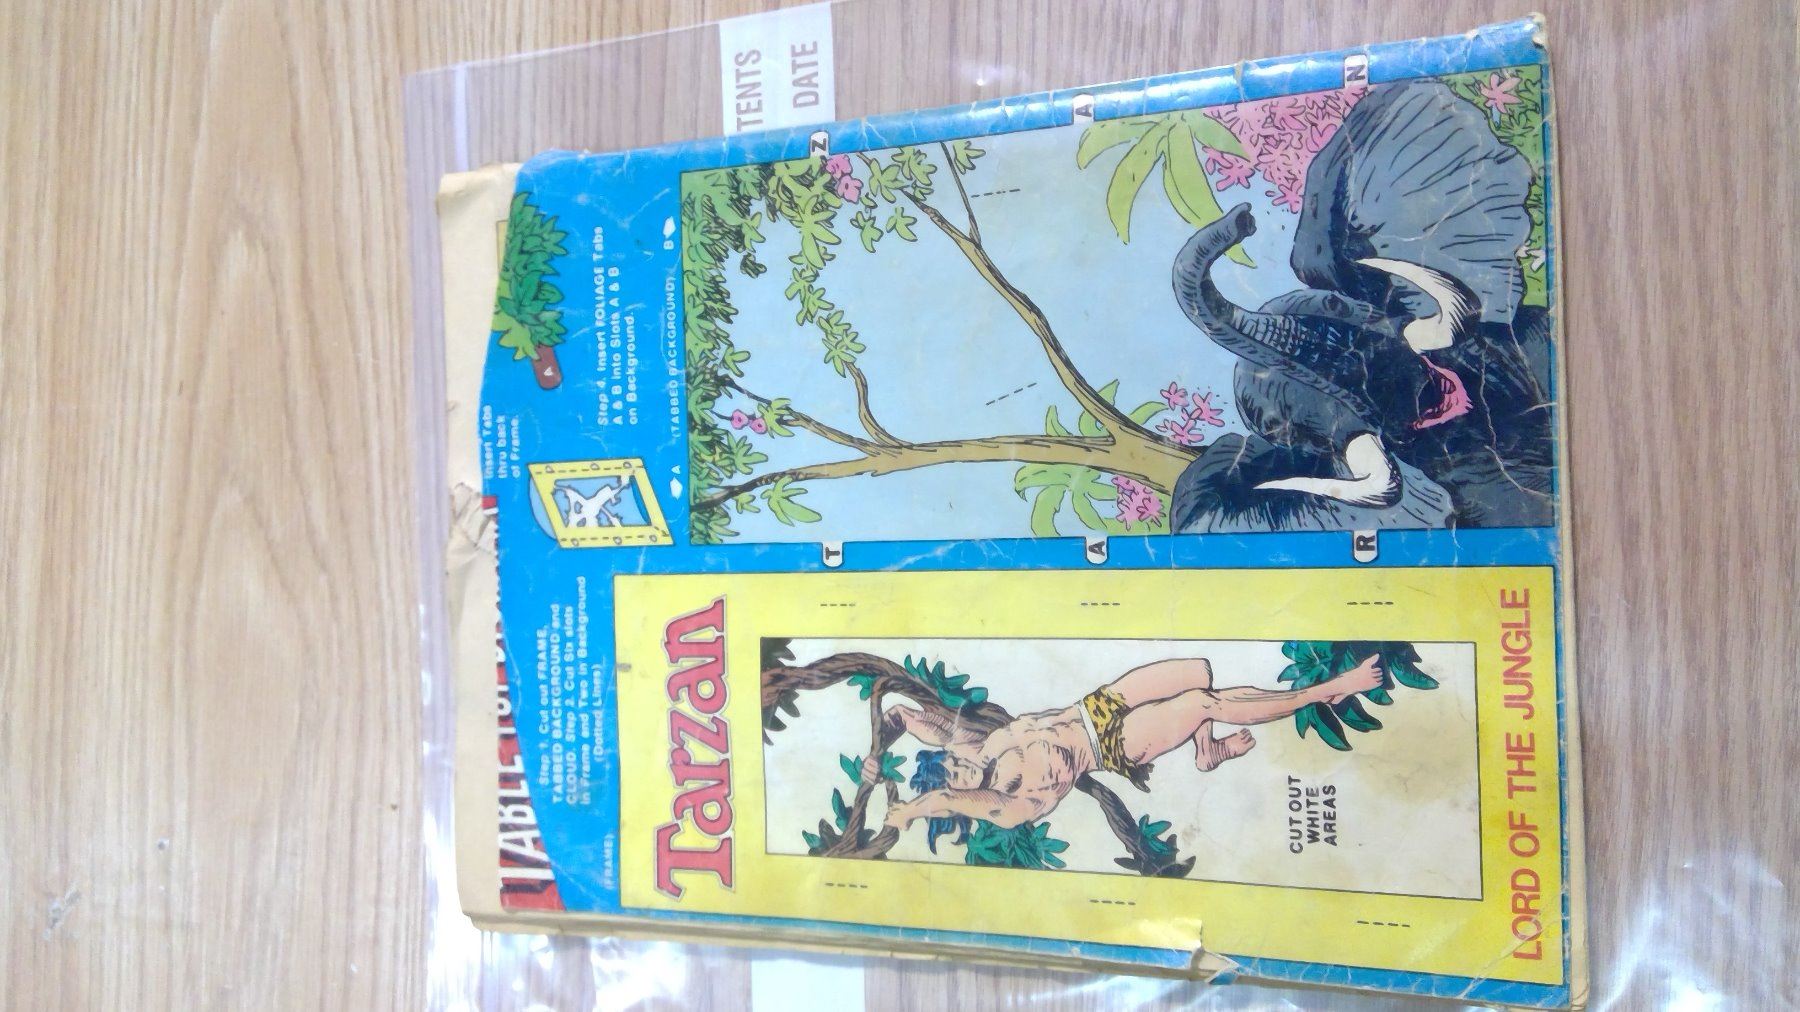 TENTS
DATE
Insert Tabs
thru back
of Frame.
A
Step 1. Cut out FRAME,
TABBED BACKGROUND and
CLOUD. Step 2. Cut Six slots
in Frame and Two in Background
(Dotted Lines)
Step 4. Insert FOLIAGE Tabs
A & B into Slots A & B
on Background.
(FRAME)
A (TABBED BACKGROUND) B
Tarzan
T
Z
A
A
R
N
CUT OUT
WHITE
AREAS
LORD OF THE JUNGLE